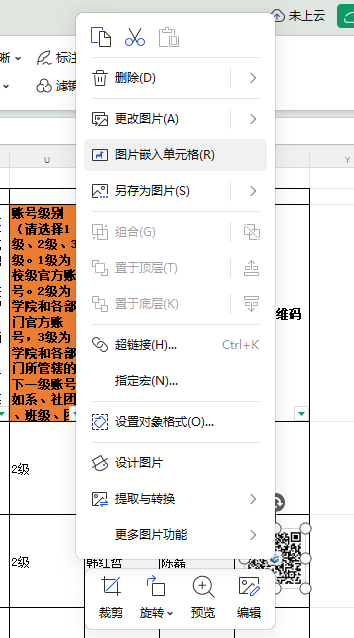 未上云
晰
标注
滤镜
删除(D)
更改图片(A)
图片嵌入单元格(R)
另存为图片(S)
组合(G)
置于顶层(T)
置于底层(K)
超链接(H)... Ctrl+K
指定宏(N)...
设置对象格式(O)...
设计图片
提取与转换
更多图片功能
U
Y
账号级别
（请选择1
级、2级、3
级。1级为
校级官方账
号。2级为
学院和各部
门官方账
号，3级为
学院和各部
门所管辖的
下一级账号
如系、社团
、班级、团
维码
2级
2级
韩红哲
陈磊
裁剪 旋转 预览 编辑